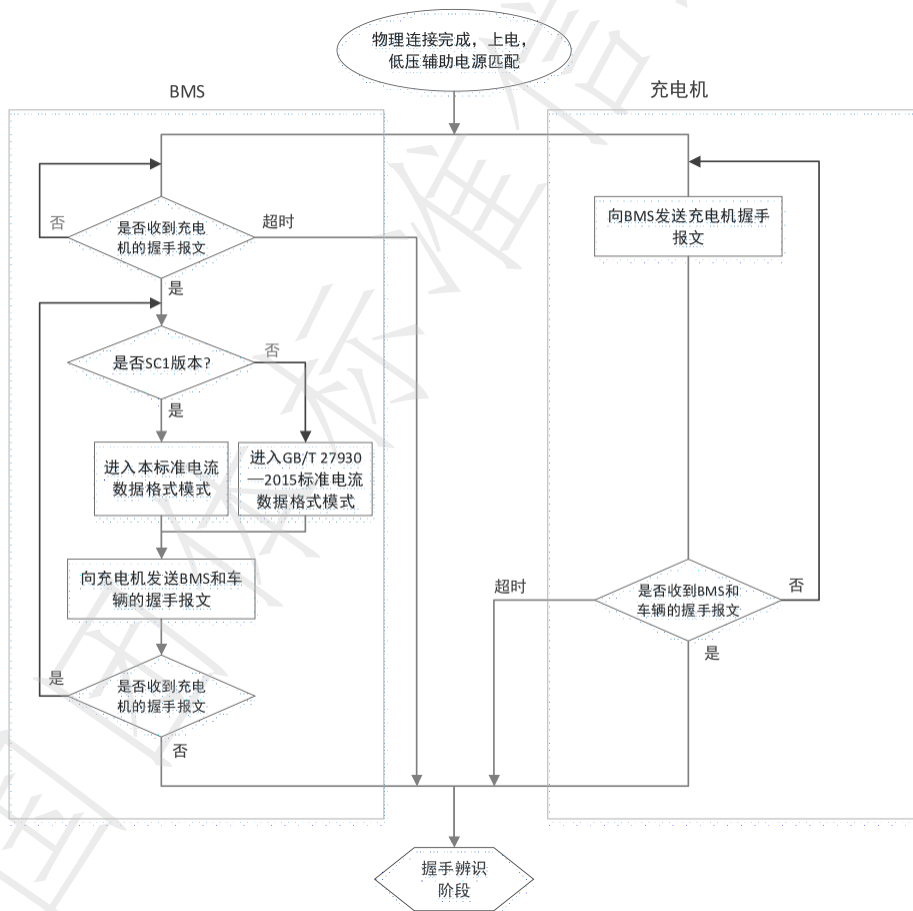 物理连接完成，上电，
低压辅助电源匹配
BMS
充电机
是否收到充电
机的握手报文
否
超时
是
是否SC1版本?
否
是
进入本标准电流
数据格式模式
进入GB/T 27930
—2015标准电流
数据格式模式
向充电机发送BMS和车
辆的握手报文
是否收到充电
机的握手报文
是
否
向BMS发送充电机握手
报文
是否收到BMS和
车辆的握手报文
超时
否
是
握手辨识
阶段
国团体标准信